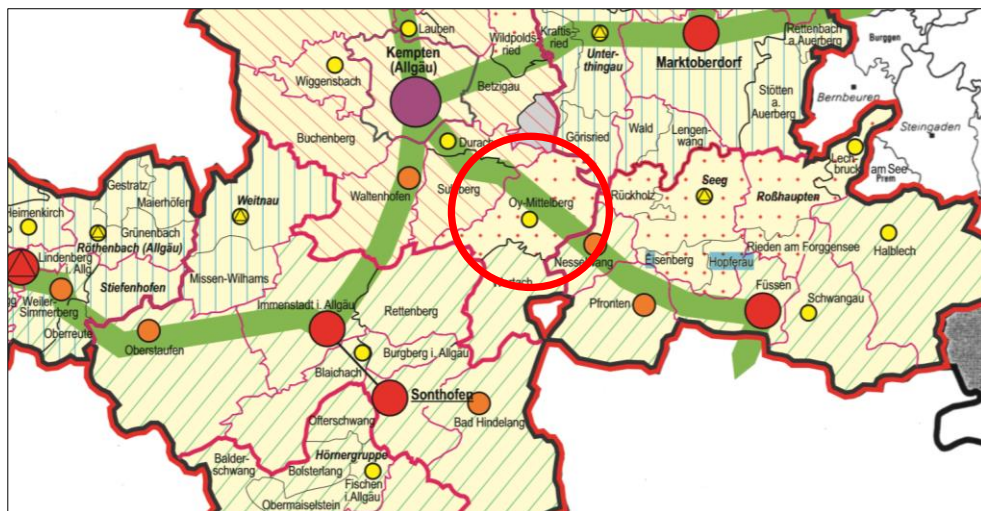 Lauben
Wildpolds-
ried
Kraftis-
ried
Unter-
thingau
Rettenbach
a.Auerberg
Burggen
Kempten
(Allgäu)
Marktoberdorf
Wiggensbach
Betzigau
Stötten
a.
Auerberg
Bernbeuren
Buchenberg
Durach
Görisried
Wald
Lengen-
wang
Steingaden
Lech-
bruck
am See
Prem
Gestratz
Maierhöfen
Weitnau
Waltenhofen
Sulzberg
Rückholz
Seeg
Roßhaupten
Heimenkirch
Grünenbach
Oy-Mittelberg
Halblech
Röthenbach (Allgäu)
Lindenberg
i. Allg
Missen-Wilhams
Nesselwang
Eisenberg
Hopferau
Rieden am Forggensee
Stiefenhofen
Weiler-
Simmerberg
Immenstadt i. Allgäu
Rettenberg
Wertach
Pfronten
Füssen
Schwangau
Oberreute
Oberstaufen
Burgberg i. Allgäu
Blaichach
Sonthofen
Ofterschwang
Bad Hindelang
Balder-
schwang
Hörnergruppe
Bolsterlang
Fischen
i.Allgäu
Obermaiselstein